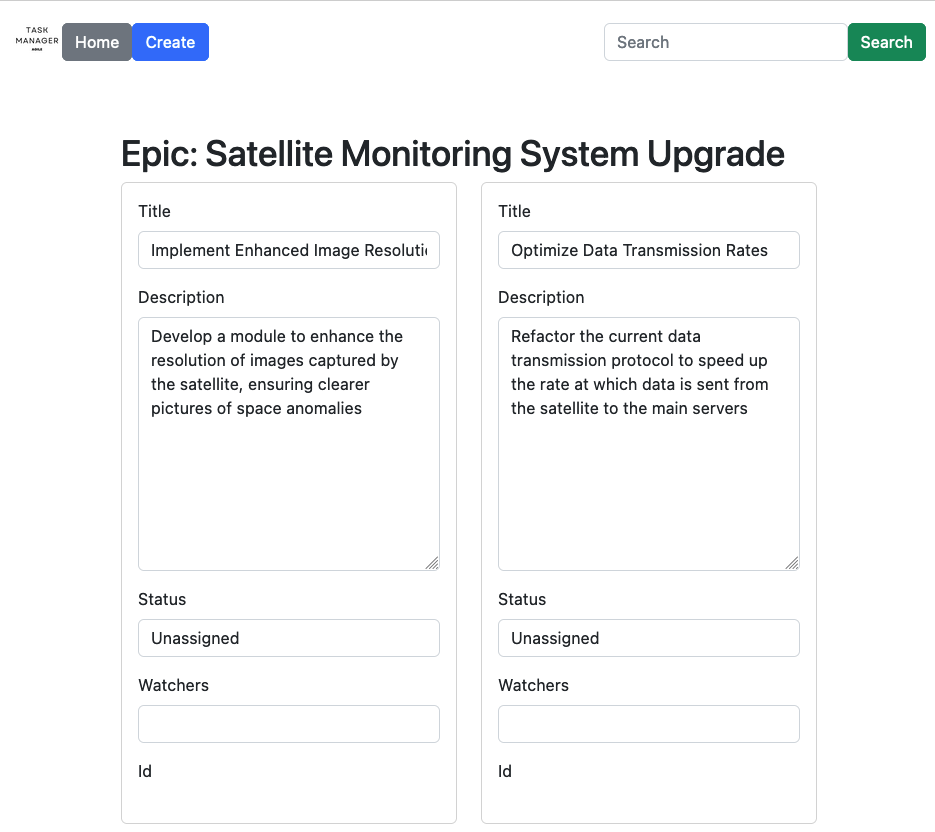 TASK
MANAGER
AGILE
Home
Create
Search
Search
Epic: Satellite Monitoring System Upgrade
Title
Implement Enhanced Image Resoluti
Description
Develop a module to enhance the
resolution of images captured by
the satellite, ensuring clearer
pictures of space anomalies
Status
Unassigned
Watchers
Id
Title
Optimize Data Transmission Rates
Description
Refactor the current data
transmission protocol to speed up
the rate at which data is sent from
the satellite to the main servers
Status
Unassigned
Watchers
Id